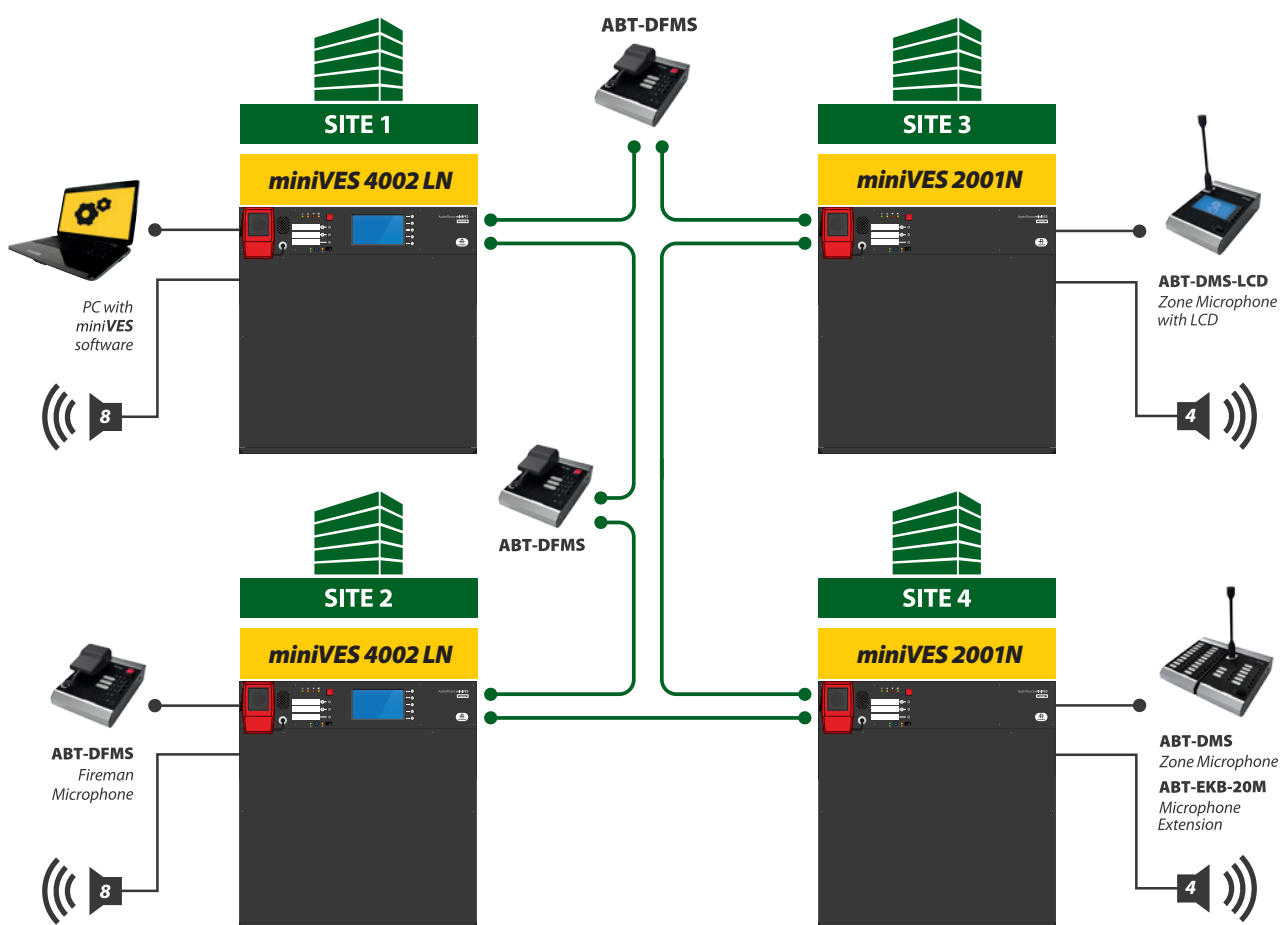 ABT-DFMS
SITE 1
miniVES 4002 LN
PC with
miniVES
software
8
SITE 3
miniVES 2001N
ABT-DMS-LCD
Zone Microphone
with LCD
4
ABT-DFMS
SITE 2
miniVES 4002 LN
ABT-DFMS
Fireman
Microphone
8
SITE 4
miniVES 2001N
ABT-DMS
Zone Microphone
ABT-EKB-20M
Microphone
Extension
4